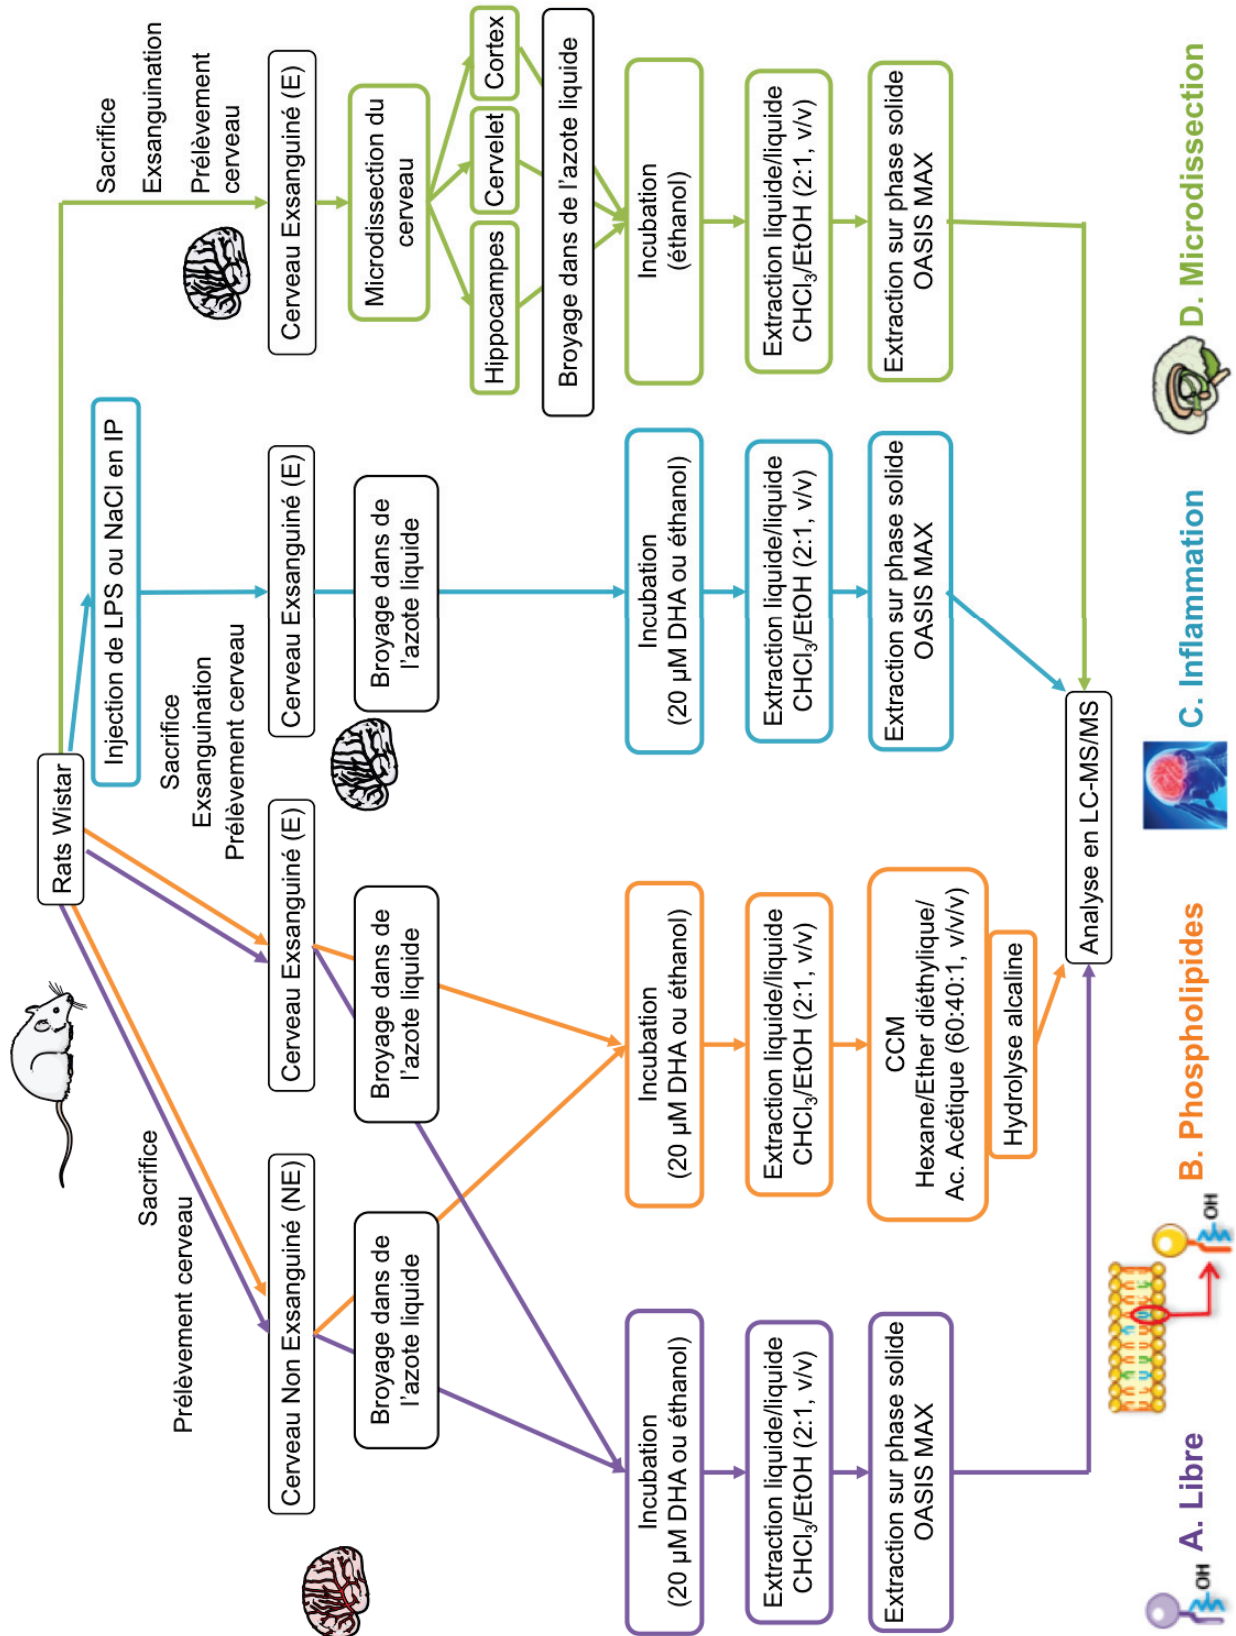 Rats Wistar
Sacrifice
Prélèvement cerveau
Sacrifice
Exsanguination
Prélèvement cerveau
Injection de LPS ou NaCl en IP
Sacrifice
Exsanguination
Prélèvement
cerveau
Cerveau Non Exsanguiné (NE)
Cerveau Exsanguiné (E)
Cerveau Exsanguiné (E)
Cerveau Exsanguiné (E)
Broyage dans de
l'azote liquide
Broyage dans de
l'azote liquide
Broyage dans de
l'azote liquide
Microdissection du
cerveau
Hippocampes
Cervelet
Cortex
Broyage dans de l'azote liquide
Incubation
(20 µM DHA ou éthanol)
Incubation
(20 µM DHA ou éthanol)
Incubation
(20 µM DHA ou éthanol)
Incubation
(éthanol)
Extraction liquide/liquide
CHCl₃/EtOH (2:1, v/v)
Extraction liquide/liquide
CHCl₃/EtOH (2:1, v/v)
Extraction liquide/liquide
CHCl₃/EtOH (2:1, v/v)
Extraction liquide/liquide
CHCl₃/EtOH (2:1, v/v)
Extraction sur phase solide
OASIS MAX
CCM
Hexane/Ether diéthylique/
Ac. Acétique (60:40:1, v/v/v)
Extraction sur phase solide
OASIS MAX
Extraction sur phase solide
OASIS MAX
Hydrolyse alcaline
Analyse en LC-MS/MS
OH
A. Libre
OH
B. Phospholipides
C. Inflammation
D. Microdissection